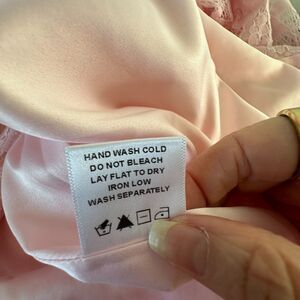 HAND WASH COLD
DO NOT BLEACH
LAY FLAT TO DRY
IRON LOW
WASH SEPARATELY